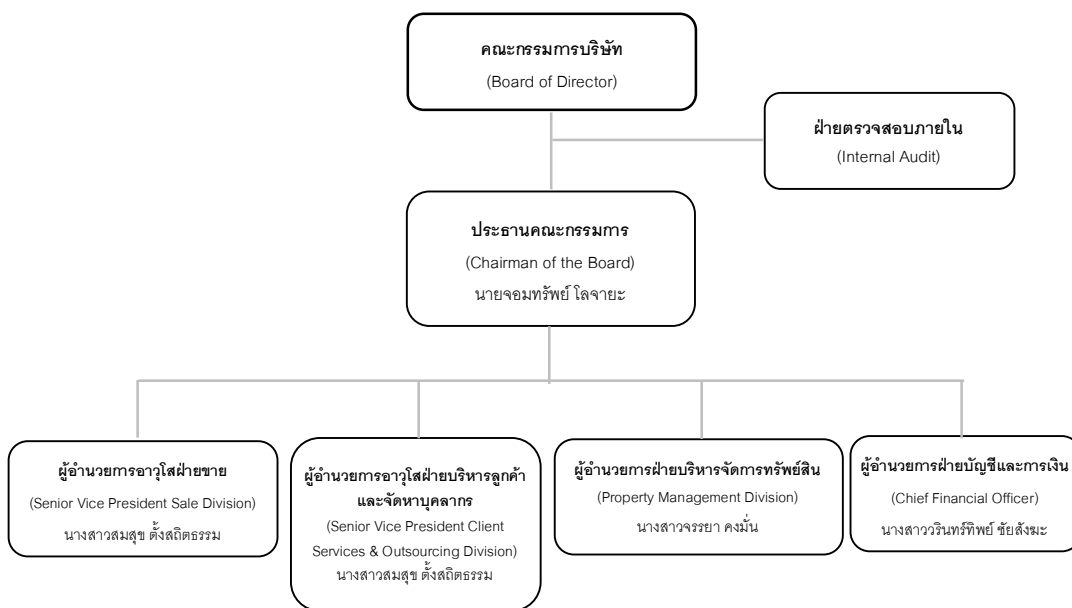 คณะกรรมการบริษัท
(Board of Director)
ฝ่ายตรวจสอบภายใน
(Internal Audit)
ประธานคณะกรรมการ
(Chairman of the Board)
นายจอมทรัพย์ โลจายะ
ผู้อำนวยการอาวุโสฝ่ายขาย
(Senior Vice President Sale Division)
นางสาวสมสุข ตั้งสถิตธรรม
ผู้อำนวยการอาวุโสฝ่ายบริหารลูกค้า
และจัดหาบุคลากร
(Senior Vice President Client
Services & Outsourcing Division)
นางสาวสมสุข ตั้งสถิตธรรม
ผู้อำนวยการฝ่ายบริหารจัดการทรัพย์สิน
(Property Management Division)
นางสาวจรรยา คงมั่น
ผู้อำนวยการฝ่ายบัญชีและการเงิน
(Chief Financial Officer)
นางสาววรินทร์ทิพย์ ชัยสังฆะ